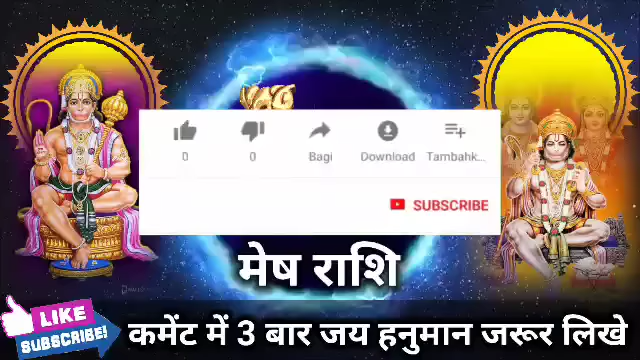 0
0
Bagi
Download
Tambahk...
SUBSCRIBE
मेष राशि
LIKE
SUBSCRIBE!
कमेंट में 3 बार जय हनुमान जरूर लिखे